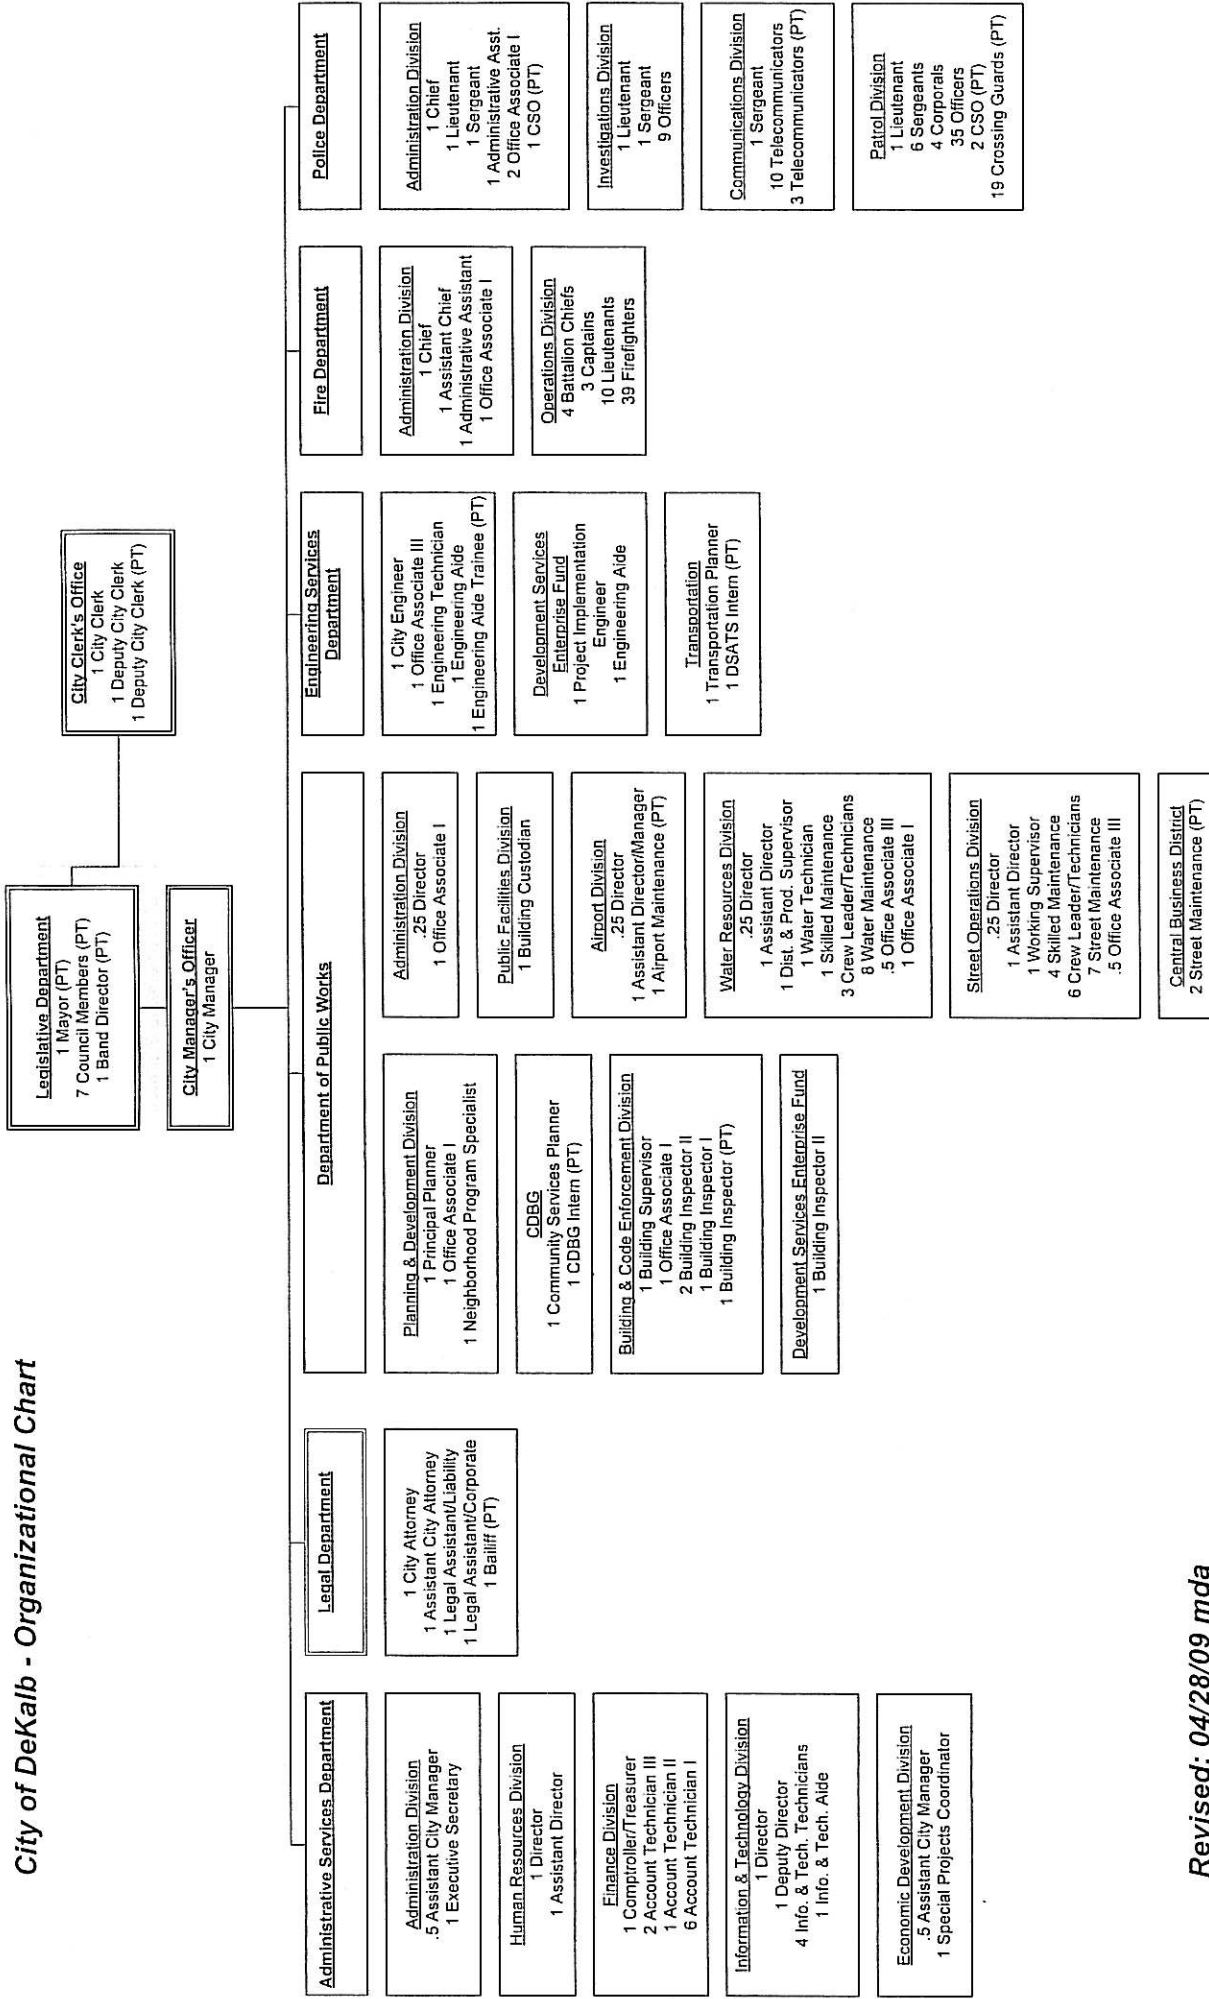 City of DeKalb - Organizational Chart
Legislative Department
1 Mayor (PT)
7 Council Members (PT)
1 Band Director (PT)
City Clerk's Office
1 City Clerk
1 Deputy City Clerk
1 Deputy City Clerk (PT)
City Manager's Officer
1 City Manager
Administrative Services Department
Administration Division
.5 Assistant City Manager
1 Executive Secretary
Human Resources Division
1 Director
1 Assistant Director
Finance Division
1 Comptroller/Treasurer
2 Account Technician III
1 Account Technician II
6 Account Technician I
Information & Technology Division
1 Director
1 Deputy Director
4 Info. & Tech. Technicians
1 Info. & Tech. Aide
Economic Development Division
.5 Assistant City Manager
1 Special Projects Coordinator
Legal Department
1 City Attorney
1 Assistant City Attorney
1 Legal Assistant/Liability
1 Legal Assistant/Corporate
1 Bailiff (PT)
Department of Public Works
Planning & Development Division
1 Principal Planner
1 Office Associate I
1 Neighborhood Program Specialist
CDBG
1 Community Services Planner
1 CDBG Intern (PT)
Building & Code Enforcement Division
1 Building Supervisor
1 Office Associate I
2 Building Inspector II
1 Building Inspector I
1 Building Inspector (PT)
Development Services Enterprise Fund
1 Building Inspector II
Administration Division
.25 Director
1 Office Associate I
Public Facilities Division
1 Building Custodian
Airport Division
.25 Director
1 Assistant Director/Manager
1 Airport Maintenance (PT)
Water Resources Division
.25 Director
1 Assistant Director
1 Dist. & Prod. Supervisor
1 Water Technician
1 Skilled Maintenance
3 Crew Leader/Technicians
8 Water Maintenance
.5 Office Associate III
1 Office Associate I
Street Operations Division
.25 Director
1 Assistant Director
1 Working Supervisor
4 Skilled Maintenance
6 Crew Leader/Technicians
7 Street Maintenance
.5 Office Associate III
Central Business District
2 Street Maintenance (PT)
Engineering Services
Department
1 City Engineer
1 Office Associate III
1 Engineering Technician
1 Engineering Aide
1 Engineering Aide Trainee (PT)
Development Services
Enterprise Fund
1 Project Implementation
Engineer
1 Engineering Aide
Transportation
1 Transportation Planner
1 DSATS Intern (PT)
Fire Department
Administration Division
1 Chief
1 Assistant Chief
1 Administrative Assistant
1 Office Associate I
Operations Division
4 Battalion Chiefs
3 Captains
10 Lieutenants
39 Firefighters
Police Department
Administration Division
1 Chief
1 Lieutenant
1 Sergeant
1 Administrative Asst.
2 Office Associate I
1 CSO (PT)
Investigations Division
1 Lieutenant
1 Sergeant
9 Officers
Communications Division
1 Sergeant
10 Telecommunicators
3 Telecommunicators (PT)
Patrol Division
1 Lieutenant
6 Sergeants
4 Corporals
35 Officers
2 CSO (PT)
19 Crossing Guards (PT)
Revised: 04/28/09 mda